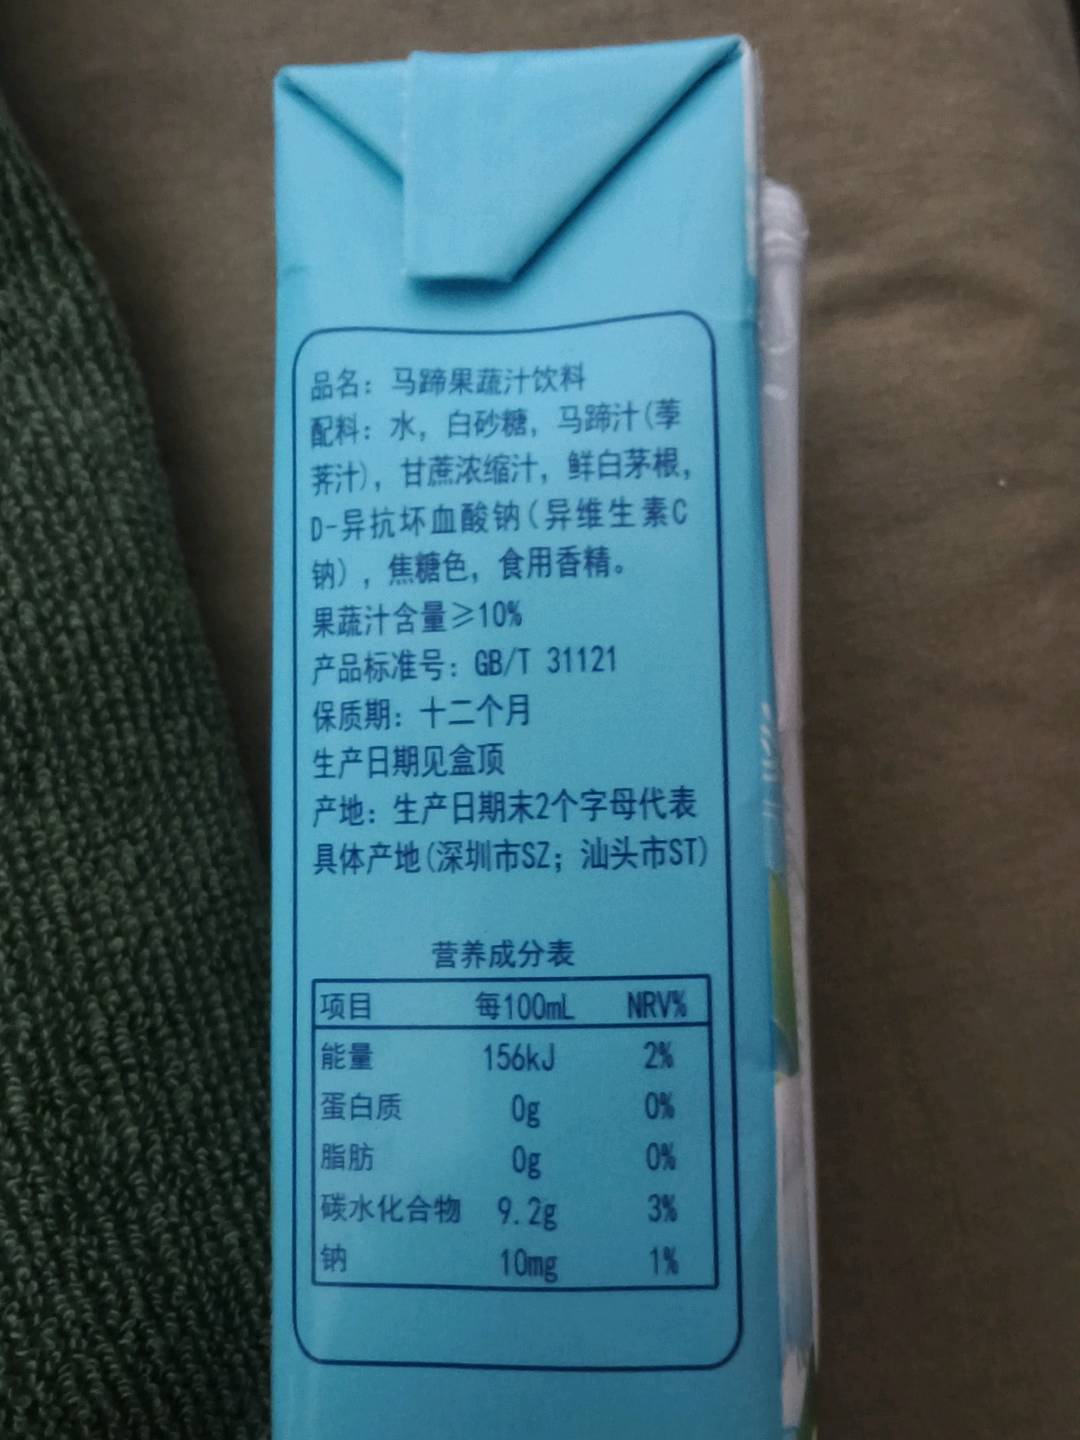 品名：马蹄果蔬汁饮料
配料：水，白砂糖，马蹄汁(荸
荠汁)，甘蔗浓缩汁，鲜白茅根，
D-异抗坏血酸钠(异维生素C
钠)，焦糖色，食用香精。
果蔬汁含量≥10%
产品标准号：GB/T 31121
保质期：十二个月
生产日期见盒顶
产地：生产日期末2个字母代表
具体产地(深圳市SZ；汕头市ST)
营养成分表
项目 每100mL NRV%
能量 156kJ 2%
蛋白质 0g 0%
脂肪 0g 0%
碳水化合物 9.2g 3%
钠 10mg 1%